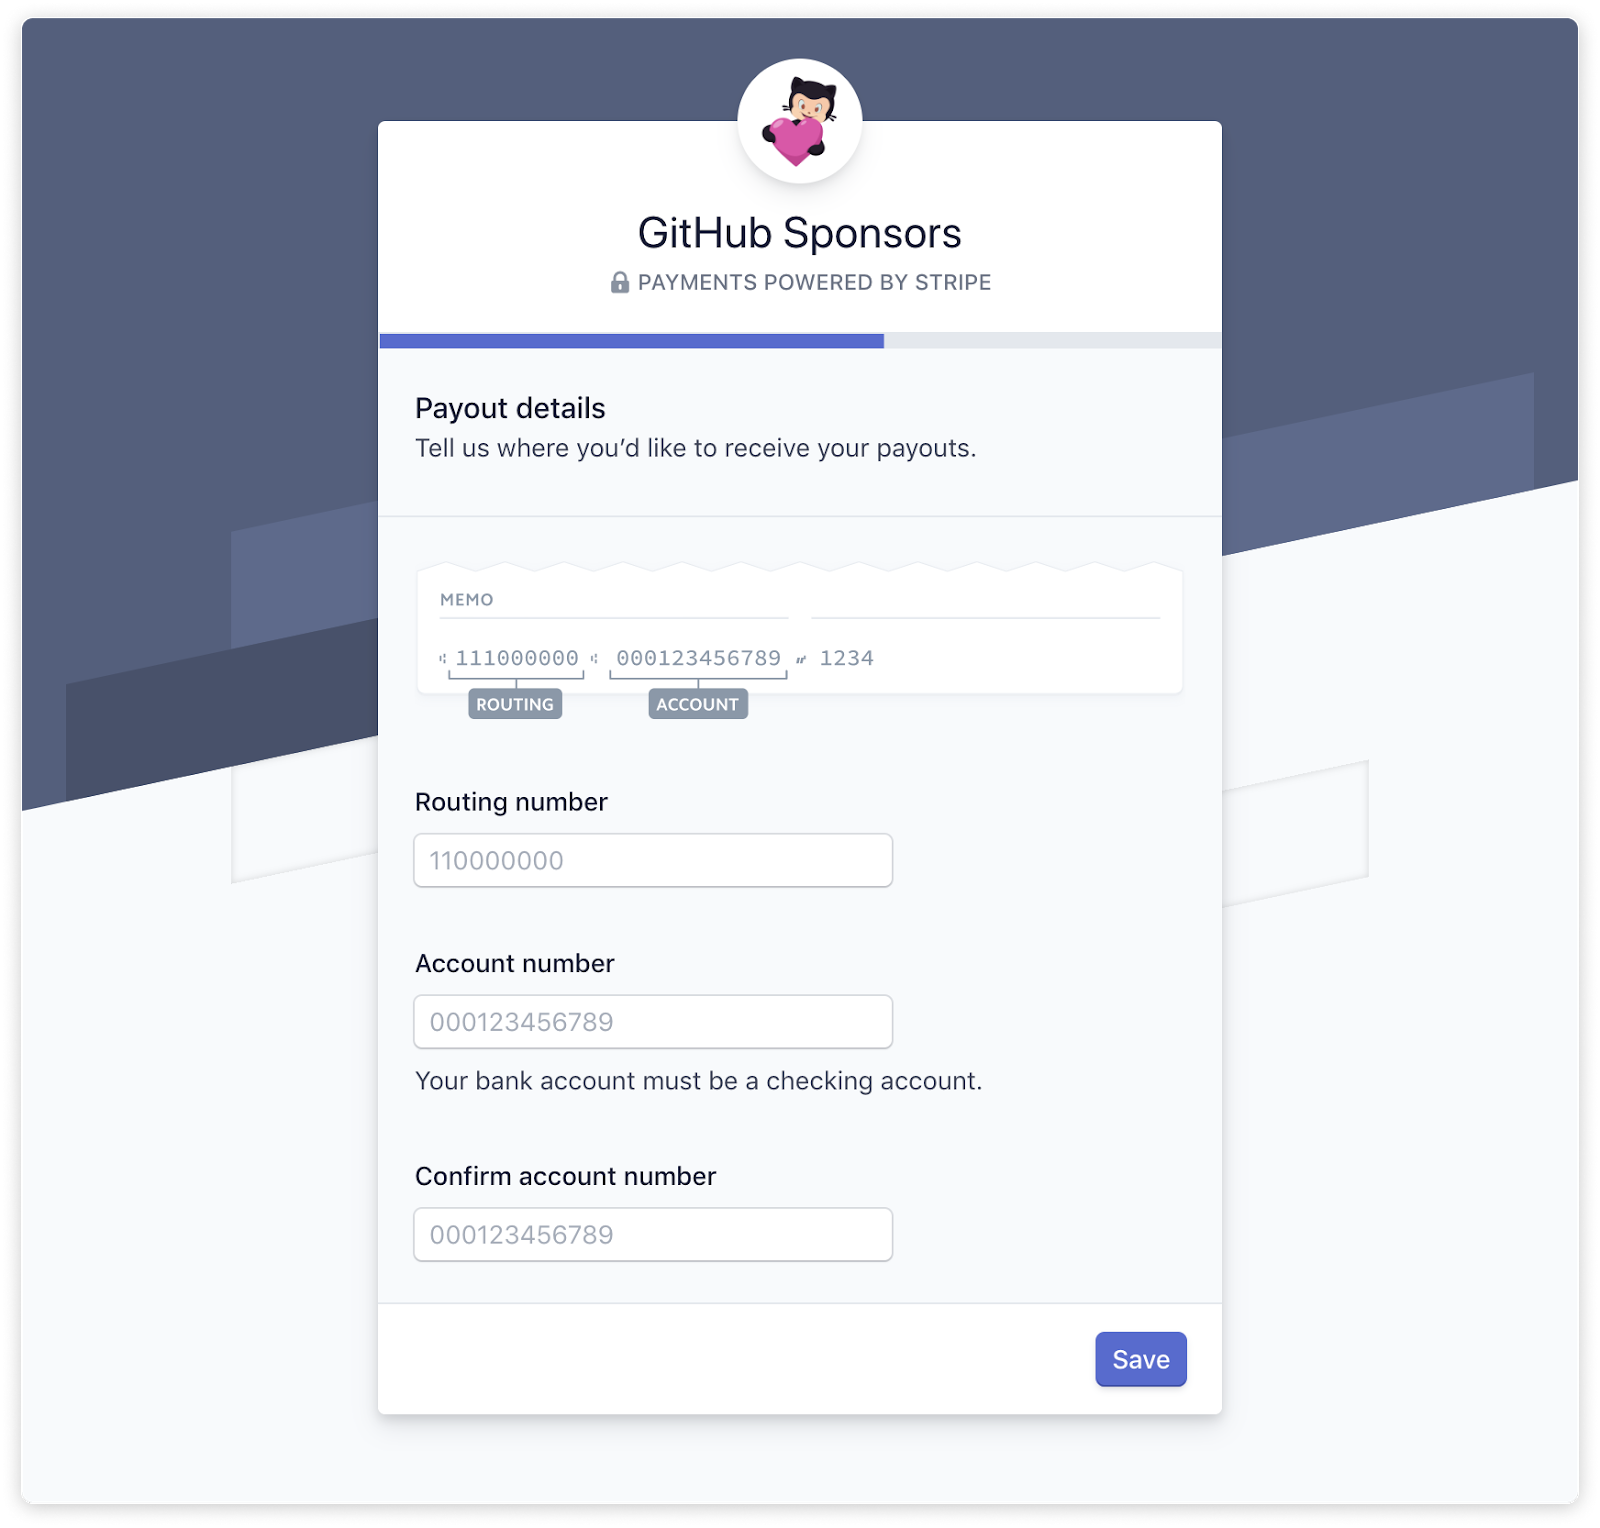 GitHub Sponsors
PAYMENTS POWERED BY STRIPE
Payout details
Tell us where you’d like to receive your payouts.
MEMO
⑆ 111000000 ⑆ 000123456789 ⑈ 1234
ROUTING ACCOUNT
Routing number
110000000
Account number
000123456789
Your bank account must be a checking account.
Confirm account number
000123456789
Save